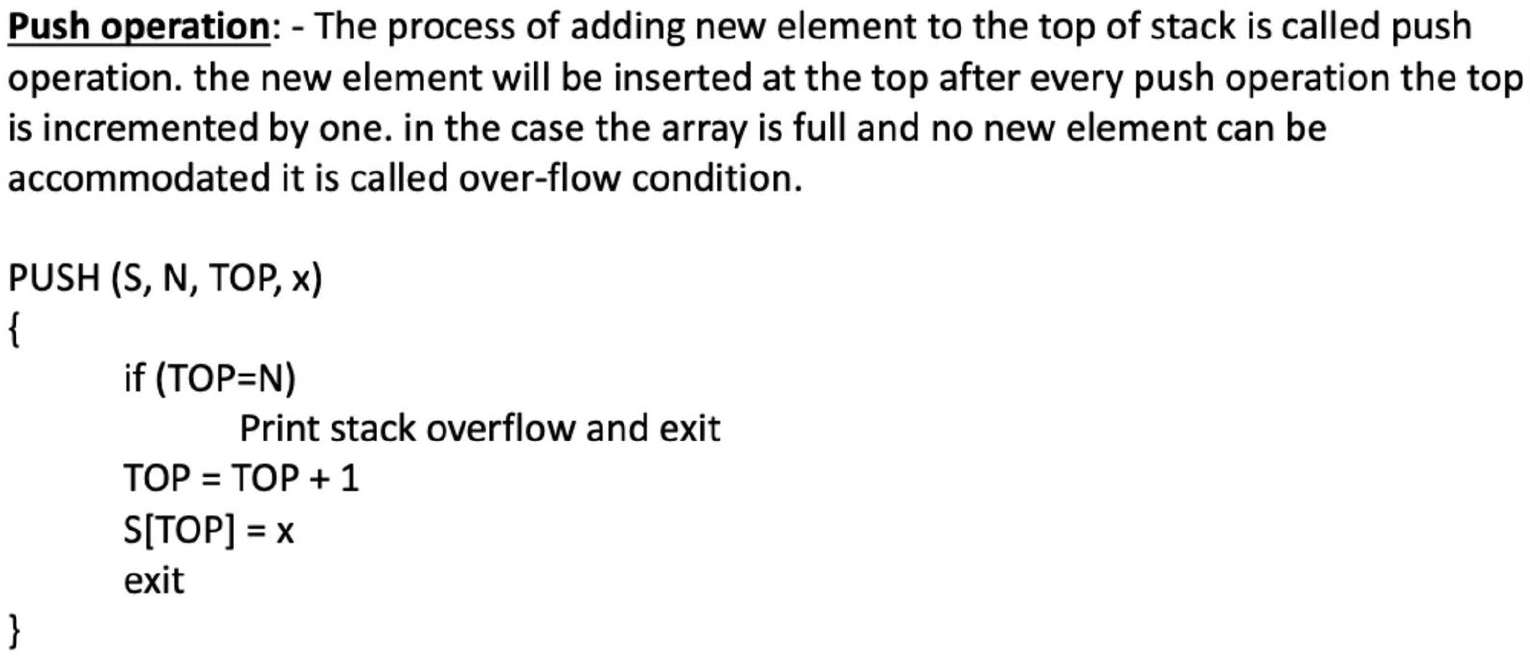 Push operation: - The process of adding new element to the top of stack is called push
operation. the new element will be inserted at the top after every push operation the top
is incremented by one. in the case the array is full and no new element can be
accommodated it is called over-flow condition.
PUSH (S, N, TOP, x)
{
if (TOP=N)
Print stack overflow and exit
TOP = TOP + 1
S[TOP] = x
exit
}